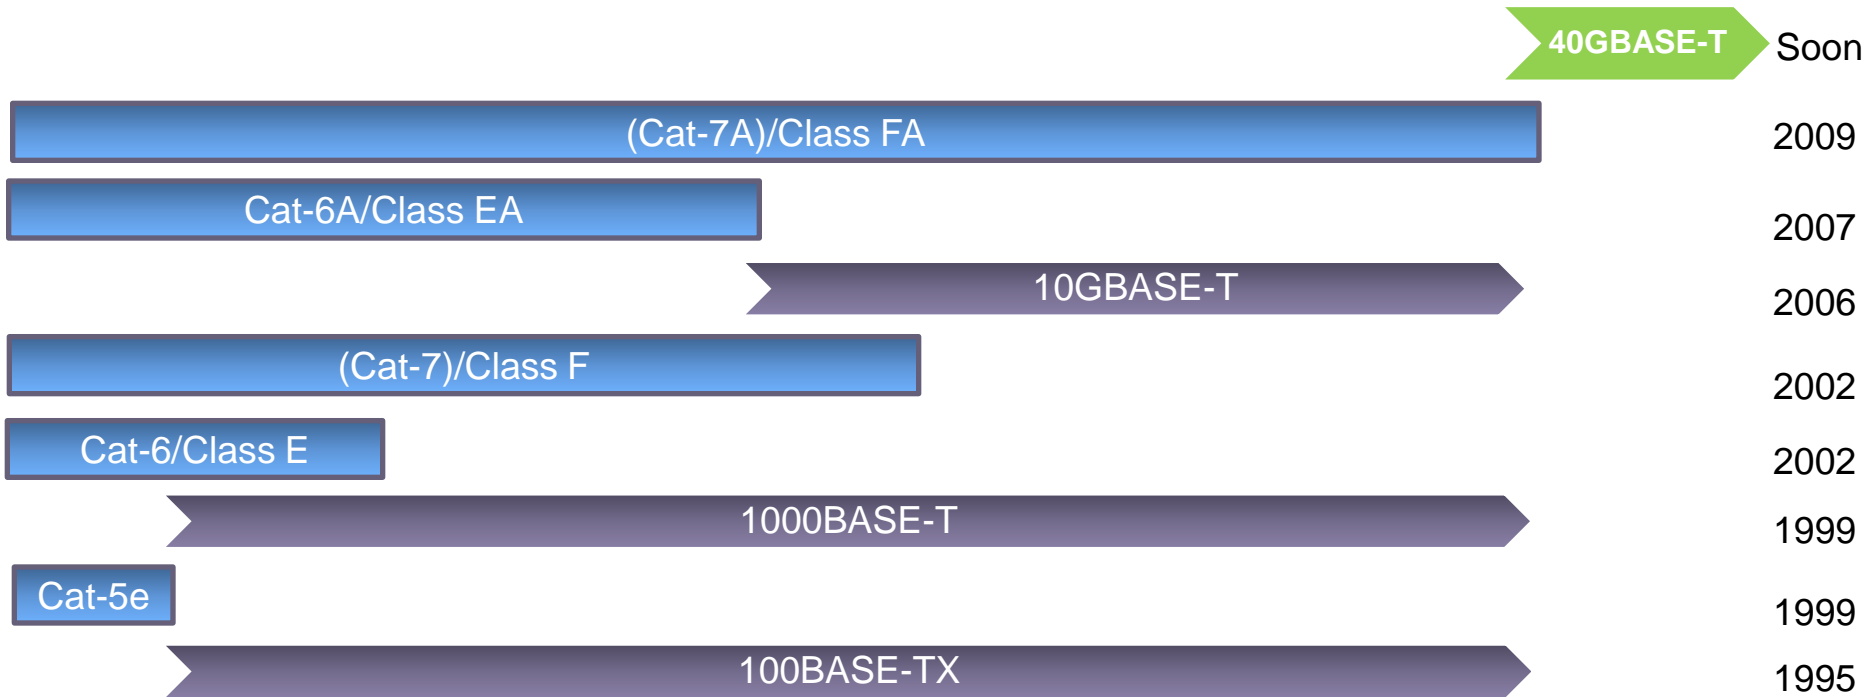 40GBASE-T Soon
(Cat-7A)/Class FA 2009
Cat-6A/Class EA 2007
10GBASE-T 2006
(Cat-7)/Class F 2002
Cat-6/Class E 2002
1000BASE-T 1999
Cat-5e 1999
100BASE-TX 1995